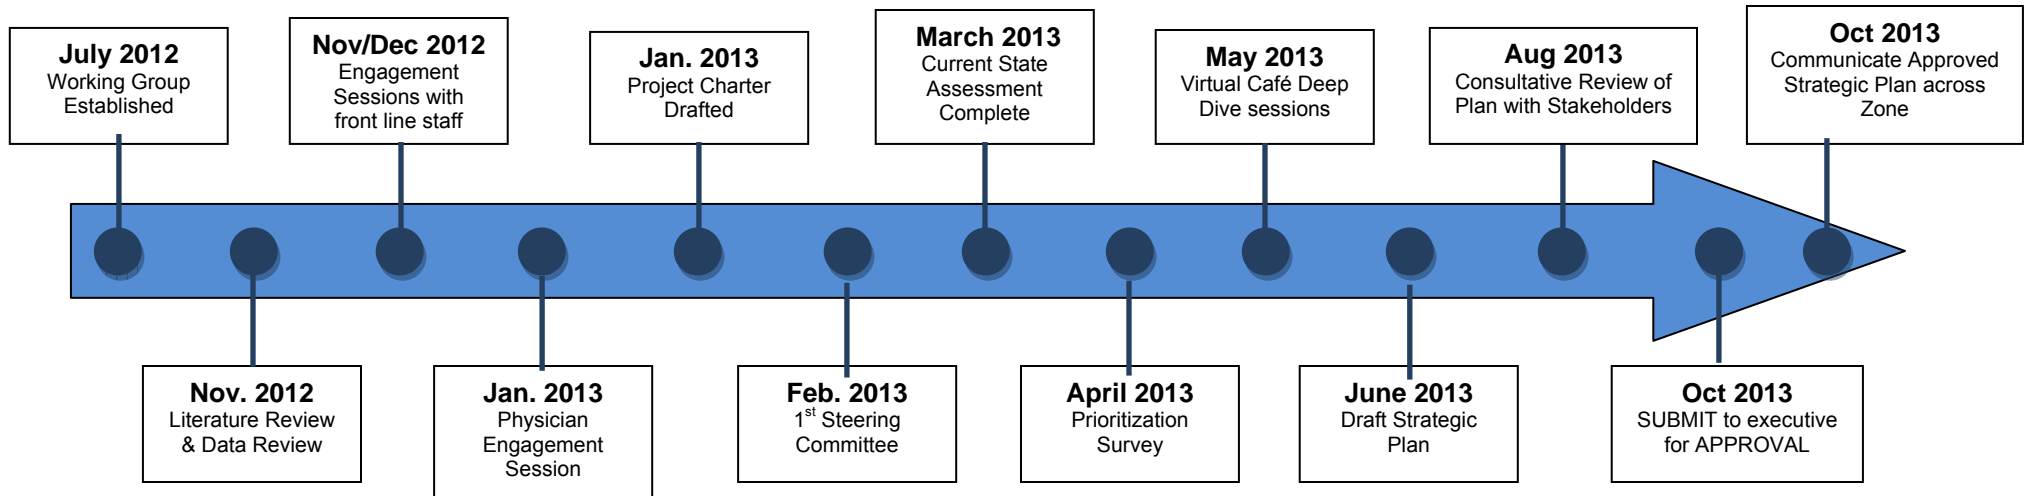 July 2012
Working Group
Established
Nov/Dec 2012
Engagement
Sessions with
front line staff
Jan. 2013
Project Charter
Drafted
March 2013
Current State
Assessment
Complete
May 2013
Virtual Café Deep
Dive sessions
Aug 2013
Consultative Review of
Plan with Stakeholders
Oct 2013
Communicate Approved
Strategic Plan across
Zone
Nov. 2012
Literature Review
& Data Review
Jan. 2013
Physician
Engagement
Session
Feb. 2013
1st Steering
Committee
April 2013
Prioritization
Survey
June 2013
Draft Strategic
Plan
Oct 2013
SUBMIT to executive
for APPROVAL